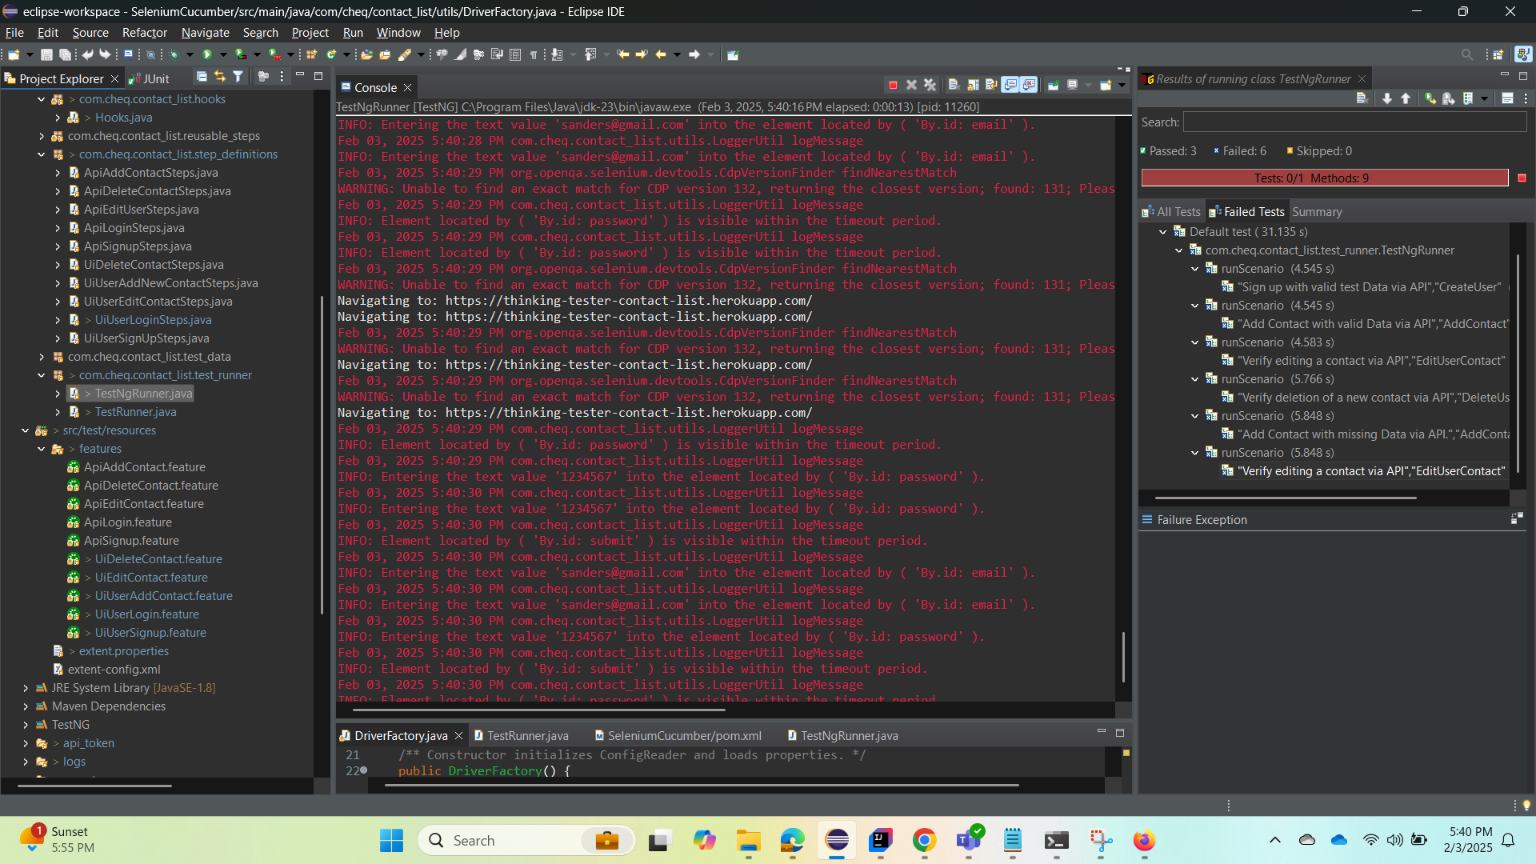 eclipse-workspace - SeleniumCucumber/src/main/java/com/cheq/contact_list/utils/DriverFactory.java - Eclipse IDE
File Edit Source Refactor Navigate Search Project Run Window Help
Project Explorer
JUnit
> com.cheq.contact_list.hooks
> Hooks.java
com.cheq.contact_list.reusable_steps
> com.cheq.contact_list.step_definitions
ApiAddContactSteps.java
ApiDeleteContactSteps.java
ApiEditUserSteps.java
ApiLoginSteps.java
ApiSignupSteps.java
UiDeleteContactSteps.java
UiUserAddNewContactSteps.java
UiUserEditContactSteps.java
> UiUserLoginSteps.java
UiUserSignUpSteps.java
com.cheq.contact_list.test_data
> com.cheq.contact_list.test_runner
> TestNgRunner.java
> TestRunner.java
> src/test/resources
> features
ApiAddContact.feature
ApiDeleteContact.feature
ApiEditContact.feature
ApiLogin.feature
ApiSignup.feature
> UiDeleteContact.feature
> UiEditContact.feature
> UiUserAddContact.feature
> UiUserLogin.feature
> UiUserSignup.feature
> extent.properties
extent-config.xml
JRE System Library [JavaSE-1.8]
Maven Dependencies
TestNG
> api_token
> logs
Console
TestNgRunner [TestNG] C:\Program Files\Java\jdk-23\bin\javaw.exe (Feb 3, 2025, 5:40:16 PM elapsed: 0:00:13) [pid: 11260]
INFO: Entering the text value 'sanders@gmail.com' into the element located by ( 'By.id: email' ).
Feb 03, 2025 5:40:28 PM com.cheq.contact_list.utils.LoggerUtil logMessage
INFO: Entering the text value 'sanders@gmail.com' into the element located by ( 'By.id: email' ).
Feb 03, 2025 5:40:29 PM org.openqa.selenium.devtools.CdpVersionFinder findNearestMatch
WARNING: Unable to find an exact match for CDP version 132, returning the closest version; found: 131; Pleas
Feb 03, 2025 5:40:29 PM com.cheq.contact_list.utils.LoggerUtil logMessage
INFO: Element located by ( 'By.id: password' ) is visible within the timeout period.
Feb 03, 2025 5:40:29 PM com.cheq.contact_list.utils.LoggerUtil logMessage
INFO: Element located by ( 'By.id: password' ) is visible within the timeout period.
Feb 03, 2025 5:40:29 PM org.openqa.selenium.devtools.CdpVersionFinder findNearestMatch
WARNING: Unable to find an exact match for CDP version 132, returning the closest version; found: 131; Pleas
Navigating to: https://thinking-tester-contact-list.herokuapp.com/
Navigating to: https://thinking-tester-contact-list.herokuapp.com/
Feb 03, 2025 5:40:29 PM org.openqa.selenium.devtools.CdpVersionFinder findNearestMatch
WARNING: Unable to find an exact match for CDP version 132, returning the closest version; found: 131; Pleas
Navigating to: https://thinking-tester-contact-list.herokuapp.com/
Feb 03, 2025 5:40:29 PM org.openqa.selenium.devtools.CdpVersionFinder findNearestMatch
WARNING: Unable to find an exact match for CDP version 132, returning the closest version; found: 131; Pleas
Navigating to: https://thinking-tester-contact-list.herokuapp.com/
Feb 03, 2025 5:40:29 PM com.cheq.contact_list.utils.LoggerUtil logMessage
INFO: Element located by ( 'By.id: password' ) is visible within the timeout period.
Feb 03, 2025 5:40:29 PM com.cheq.contact_list.utils.LoggerUtil logMessage
INFO: Entering the text value '1234567' into the element located by ( 'By.id: password' ).
Feb 03, 2025 5:40:30 PM com.cheq.contact_list.utils.LoggerUtil logMessage
INFO: Entering the text value '1234567' into the element located by ( 'By.id: password' ).
Feb 03, 2025 5:40:30 PM com.cheq.contact_list.utils.LoggerUtil logMessage
INFO: Element located by ( 'By.id: submit' ) is visible within the timeout period.
Feb 03, 2025 5:40:30 PM com.cheq.contact_list.utils.LoggerUtil logMessage
INFO: Entering the text value 'sanders@gmail.com' into the element located by ( 'By.id: email' ).
Feb 03, 2025 5:40:30 PM com.cheq.contact_list.utils.LoggerUtil logMessage
INFO: Entering the text value 'sanders@gmail.com' into the element located by ( 'By.id: email' ).
Feb 03, 2025 5:40:30 PM com.cheq.contact_list.utils.LoggerUtil logMessage
INFO: Entering the text value '1234567' into the element located by ( 'By.id: password' ).
Feb 03, 2025 5:40:30 PM com.cheq.contact_list.utils.LoggerUtil logMessage
INFO: Element located by ( 'By.id: submit' ) is visible within the timeout period.
Feb 03, 2025 5:40:30 PM com.cheq.contact_list.utils.LoggerUtil logMessage
INFO: Element located by ( 'By.id: password' ) is visible within the timeout period.
DriverFactory.java
TestRunner.java
SeleniumCucumber/pom.xml
TestNgRunner.java
21 /** Constructor initializes ConfigReader and loads properties. */
22 public DriverFactory() {
Results of running class TestNgRunner
Search:
Passed: 3 Failed: 6 Skipped: 0
Tests: 0/1 Methods: 9
All Tests Failed Tests Summary
Default test ( 31.135 s)
com.cheq.contact_list.test_runner.TestNgRunner
runScenario (4.545 s)
"Sign up with valid test Data via API","CreateUser"
runScenario (4.545 s)
"Add Contact with valid Data via API","AddContact"
runScenario (4.583 s)
"Verify editing a contact via API","EditUserContact"
runScenario (5.766 s)
"Verify deletion of a new contact via API","DeleteUs
runScenario (5.848 s)
"Add Contact with missing Data via API.","AddConta
runScenario (5.848 s)
"Verify editing a contact via API","EditUserContact"
Failure Exception
1
Sunset
5:55 PM
Search
5:40 PM
2/3/2025